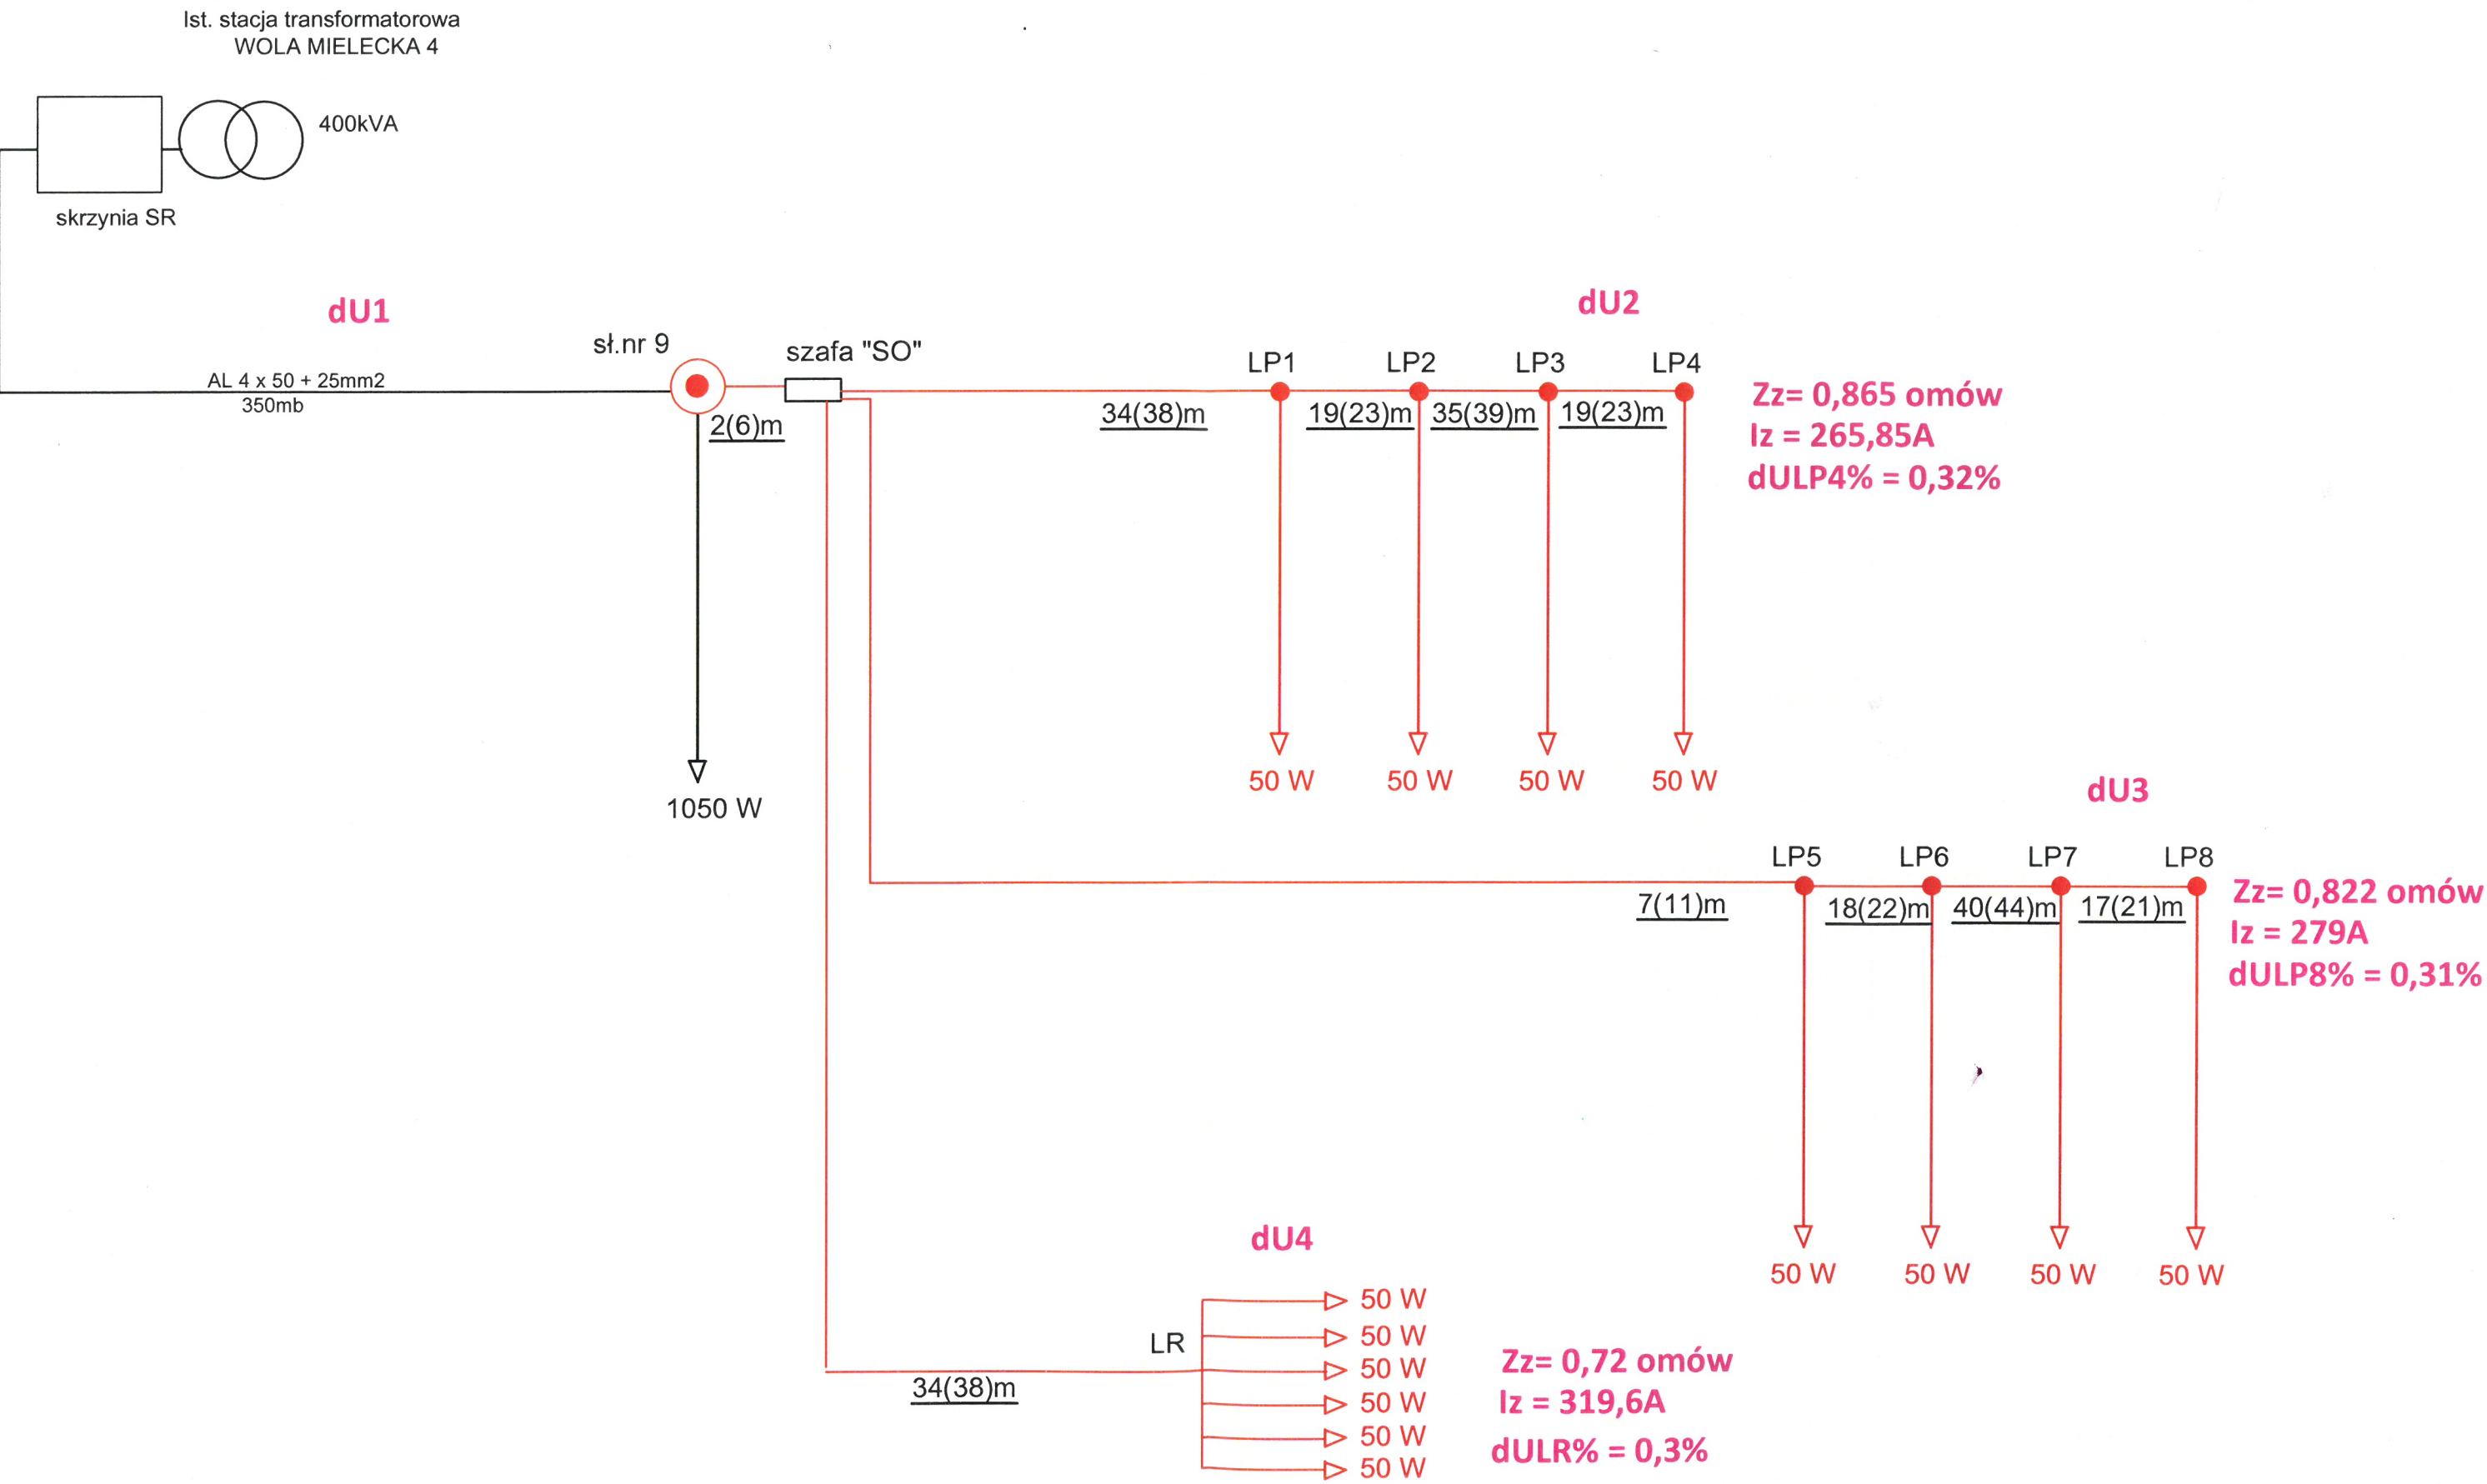 Ist. stacja transformatorowa
WOLA MIELECKA 4
400kVA
skrzynia SR
dU1
AL 4 x 50 + 25mm2
350mb
sł.nr 9
2(6)m
szafa "SO"
1050 W
dU2
LP1
LP2
LP3
LP4
34(38)m
19(23)m
35(39)m
19(23)m
Zz= 0,865 omów
Iz = 265,85A
dULP4% = 0,32%
50 W
50 W
50 W
50 W
dU3
LP5
LP6
LP7
LP8
7(11)m
18(22)m
40(44)m
17(21)m
Zz= 0,822 omów
Iz = 279A
dULP8% = 0,31%
50 W
50 W
50 W
50 W
dU4
LR
34(38)m
50 W
50 W
50 W
50 W
50 W
50 W
Zz= 0,72 omów
Iz = 319,6A
dULR% = 0,3%